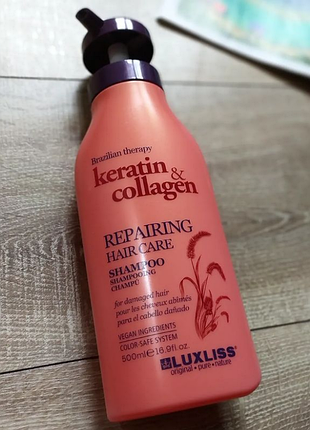 Brazilian therapy
keratin &
collagen
REPAIRING
HAIR CARE
SHAMPOO
SHAMPOOING
CHAMPÚ
for damaged hair
pour les cheveux abîmés
para el cabello dañado
VEGAN INGREDIENTS
COLOR-SAFE SYSTEM
500ml℮16.9fl.oz.
LUXLISS
original • pure • nature